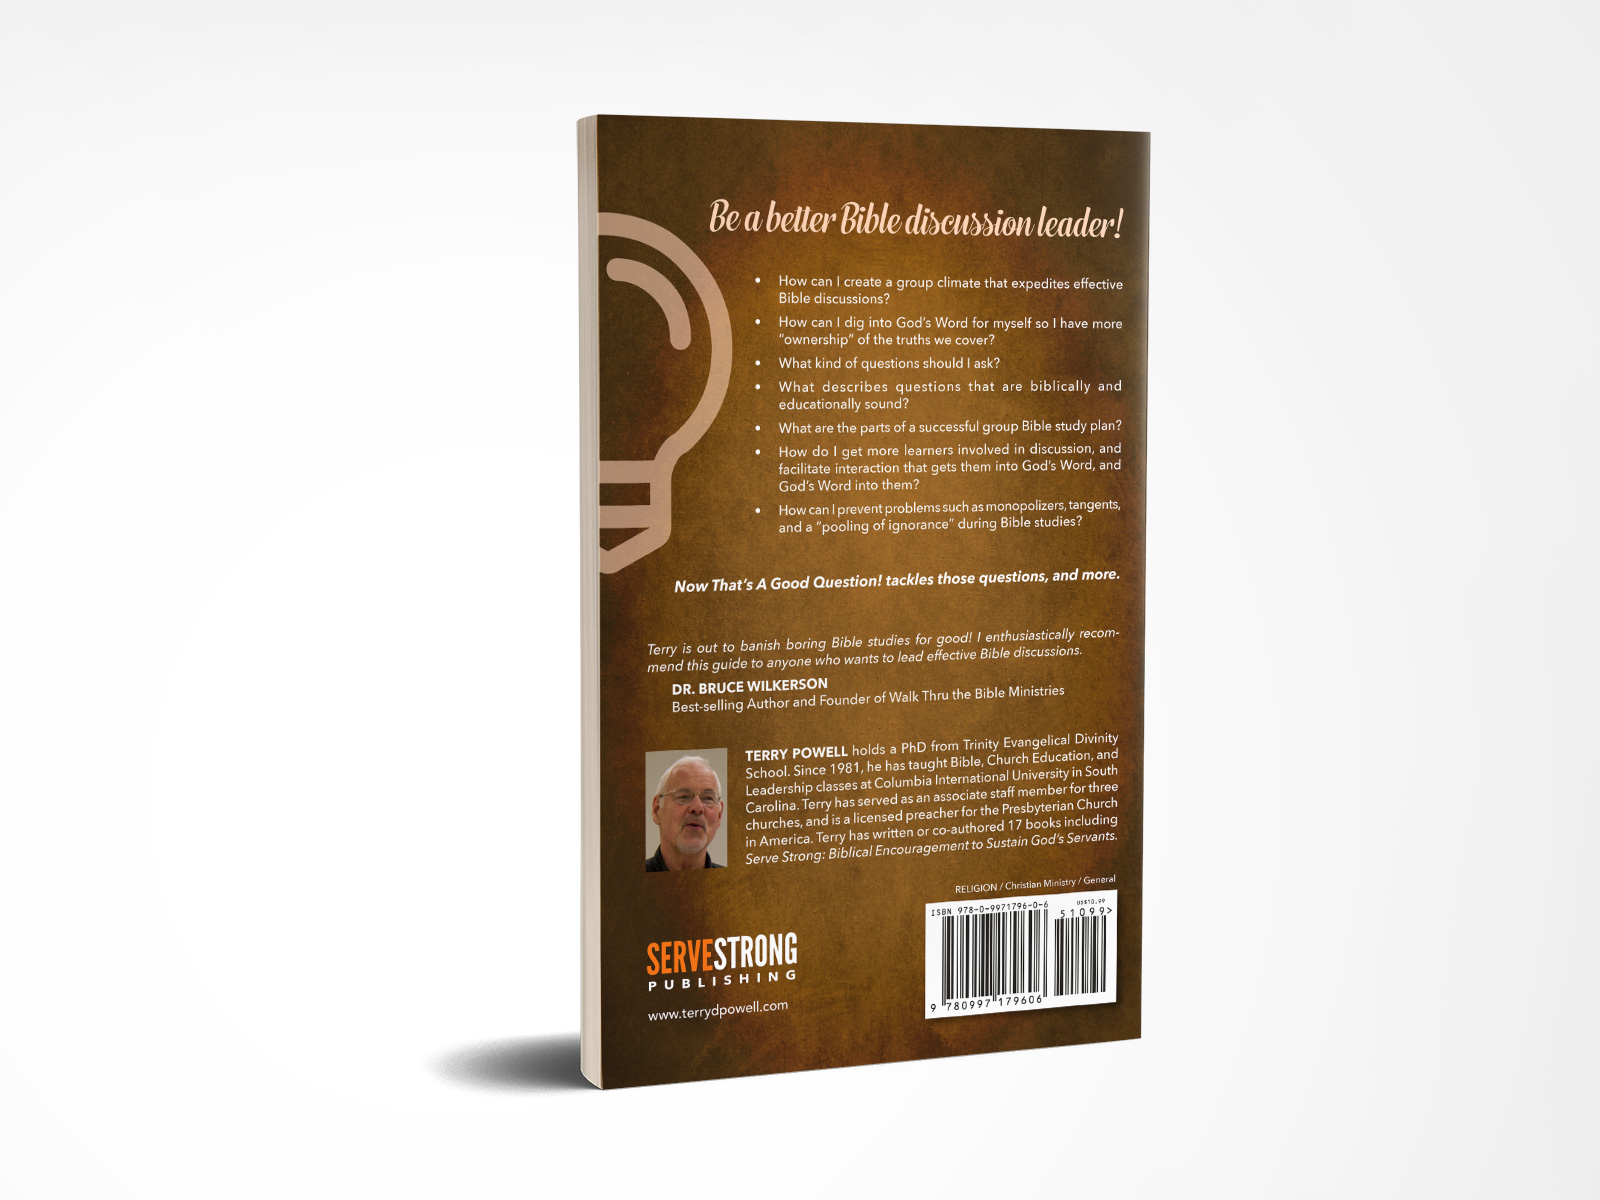 Be a better Bible discussion leader!
• How can I create a group climate that expedites effective
Bible discussions?
• How can I dig into God's Word for myself so I have more
"ownership" of the truths we cover?
• What kind of questions should I ask?
• What describes questions that are biblically and
educationally sound?
• What are the parts of a successful group Bible study plan?
• How do I get more learners involved in discussion, and
facilitate interaction that gets them into God's Word, and
God's Word into them?
• How can I prevent problems such as monopolizers, tangents,
and a "pooling of ignorance" during Bible studies?
Now That's A Good Question! tackles those questions, and more.
Terry is out to banish boring Bible studies for good! I enthusiastically recom-
mend this guide to anyone who wants to lead effective Bible discussions.
DR. BRUCE WILKERSON
Best-selling Author and Founder of Walk Thru the Bible Ministries
TERRY POWELL holds a PhD from Trinity Evangelical Divinity
School. Since 1981, he has taught Bible, Church Education, and
Leadership classes at Columbia International University in South
Carolina. Terry has served as an associate staff member for three
churches, and is a licensed preacher for the Presbyterian Church
in America. Terry has written or co-authored 17 books including
Serve Strong: Biblical Encouragement to Sustain God's Servants.
RELIGION / Christian Ministry / General
ISBN 978-0-9971796-0-6
US$10.99
51099>
9 780997 179606
SERVESTRONG
PUBLISHING
www.terrydpowell.com